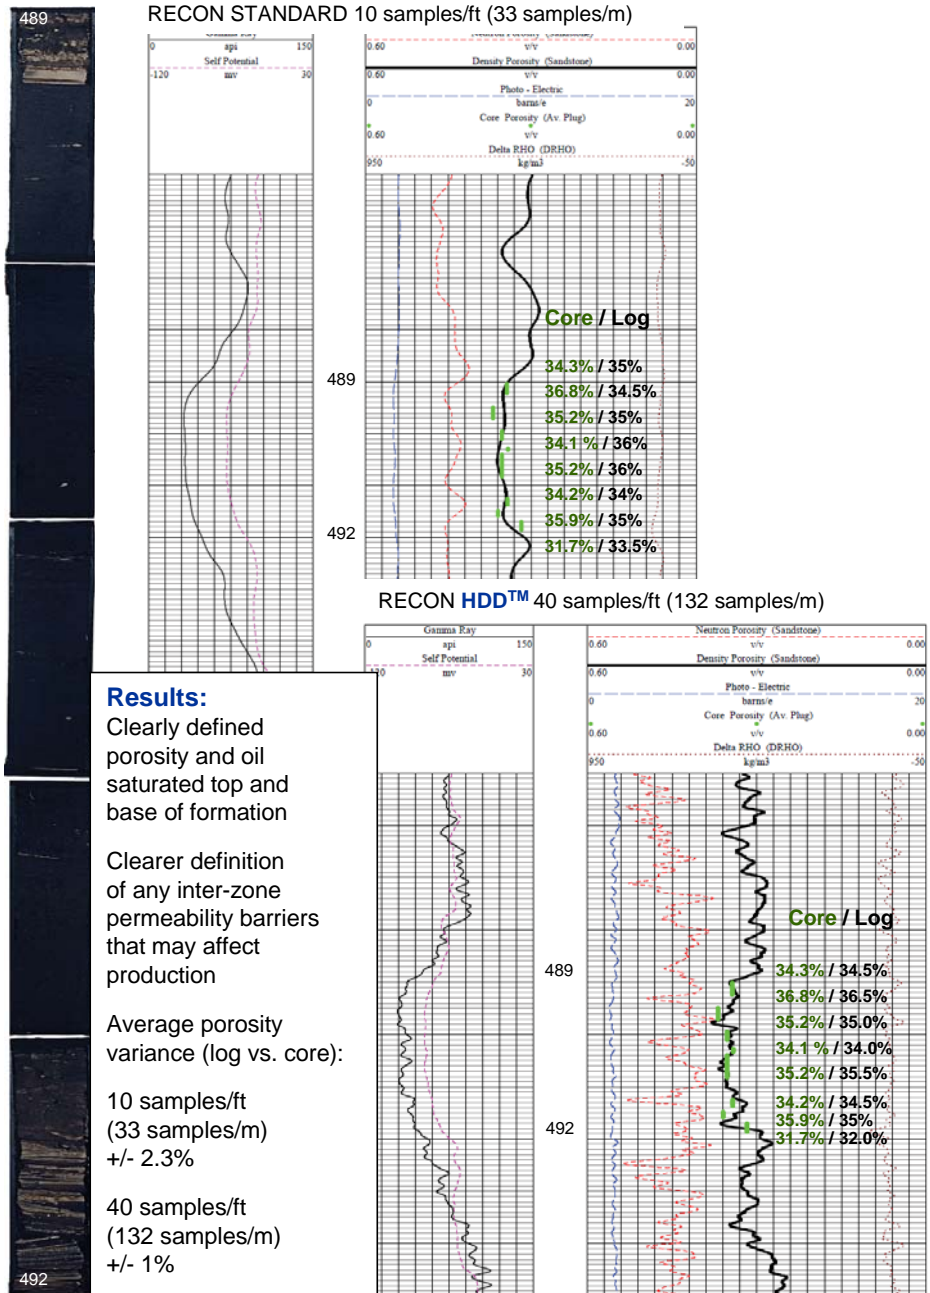 489
RECON STANDARD 10 samples/ft (33 samples/m)
Gamma Ray
0 api 150
Self Potential
-120 mv 30
Neutron Porosity (Sandstone)
0.60 v/v 0.00
Density Porosity (Sandstone)
0.60 v/v 0.00
Photo - Electric
0 barns/e 20
Core Porosity (Av. Plug)
0.60 v/v 0.00
Delta RHO (DRHO)
950 kg/m3 -50
Core / Log
34.3% / 35%
489
36.8% / 34.5%
35.2% / 35%
34.1 % / 36%
35.2% / 36%
34.2% / 34%
35.9% / 35%
492
31.7% / 33.5%
RECON HDD™ 40 samples/ft (132 samples/m)
Gamma Ray
0 api 150
Self Potential
mv 30
Neutron Porosity (Sandstone)
0.60 v/v 0.00
Density Porosity (Sandstone)
0.60 v/v 0.00
Photo - Electric
0 barns/e 20
Core Porosity (Av. Plug)
0.60 v/v 0.00
Delta RHO (DRHO)
950 kg/m3 -50
Core / Log
489
34.3% / 34.5%
36.8% / 36.5%
35.2% / 35.0%
34.1 % / 34.0%
35.2% / 35.5%
34.2% / 34.5%
35.9% / 35%
492
31.7% / 32.0%
Results:
Clearly defined
porosity and oil
saturated top and
base of formation
Clearer definition
of any inter-zone
permeability barriers
that may affect
production
Average porosity
variance (log vs. core):
10 samples/ft
(33 samples/m)
+/- 2.3%
40 samples/ft
(132 samples/m)
+/- 1%
492